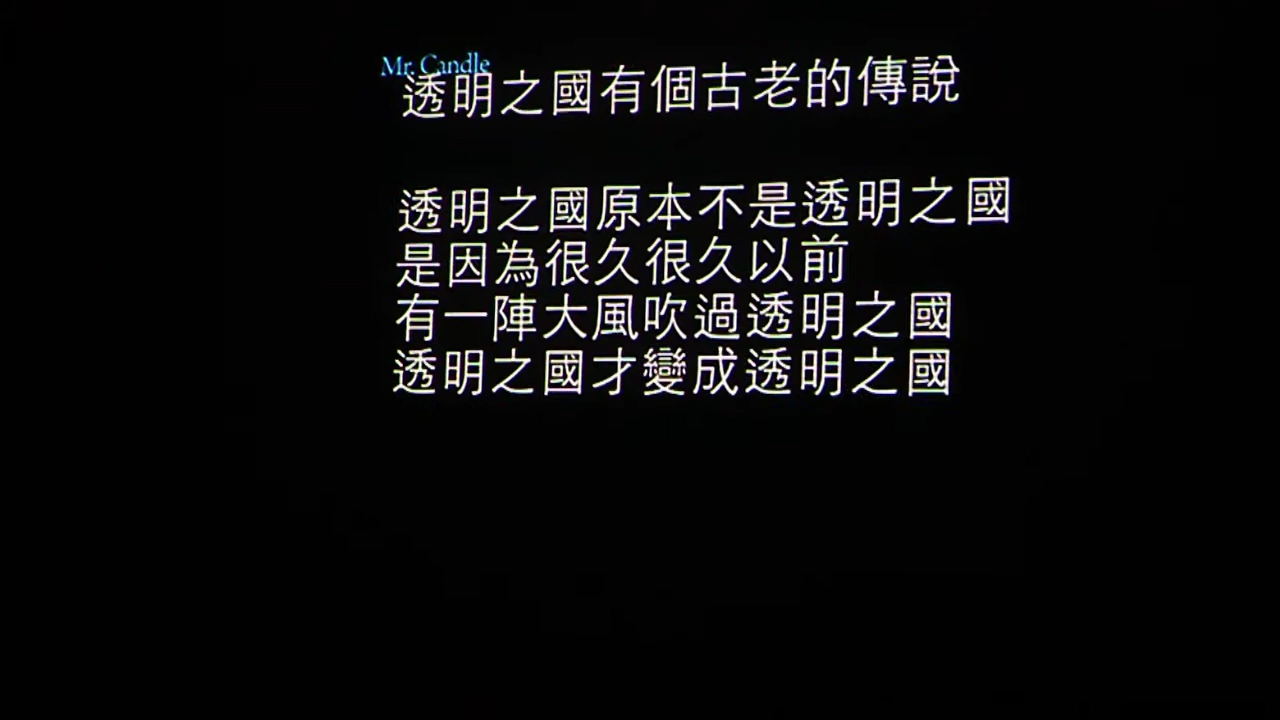 Mr. Candle
透明之國有個古老的傳說
透明之國原本不是透明之國
是因為很久很久以前
有一陣大風吹過透明之國
透明之國才變成透明之國